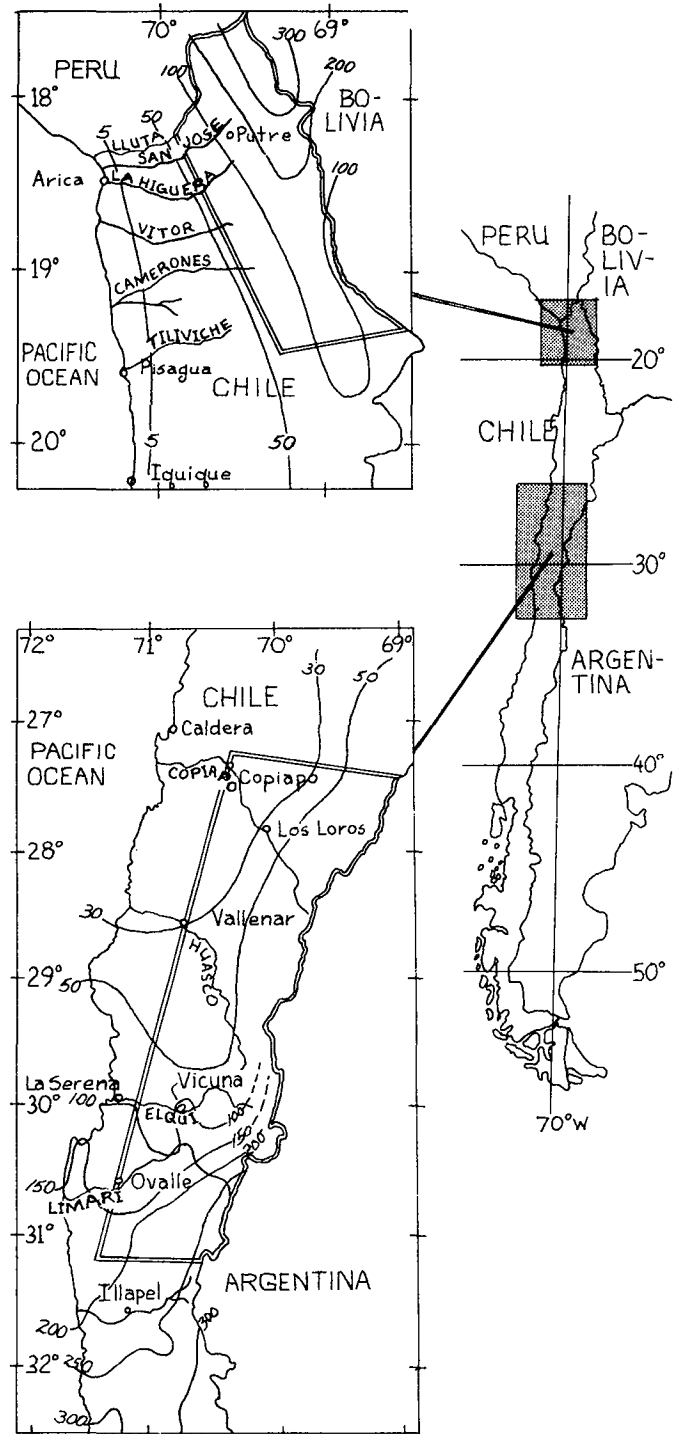 70°
69°
300
200
100
PERU
BO-
LIVIA
18°
50
5
LLUTA
SAN JOSE
Putre
100
Arica
LA HIGUERA
VITOR
19°
CAMERONES
TILIVICHE
PACIFIC
OCEAN
Pisagua
CHILE
20°
5
50
Iquique
PERU
BO-
LIV-
IA
20°
CHILE
30°
ARGEN-
TINA
40°
50°
70°W
72°
71°
70°
69°
30
50
CHILE
27°
Caldera
PACIFIC
OCEAN
COPIA
Copiapo
Los Loros
28°
30
Vallenar
HUASCO
29°
50
La Serena
Vicuna
100
30°
ELQUI
100
150
200
150
Ovalle
LIMARI
31°
ARGENTINA
Illapel
200
300
32°
250
300